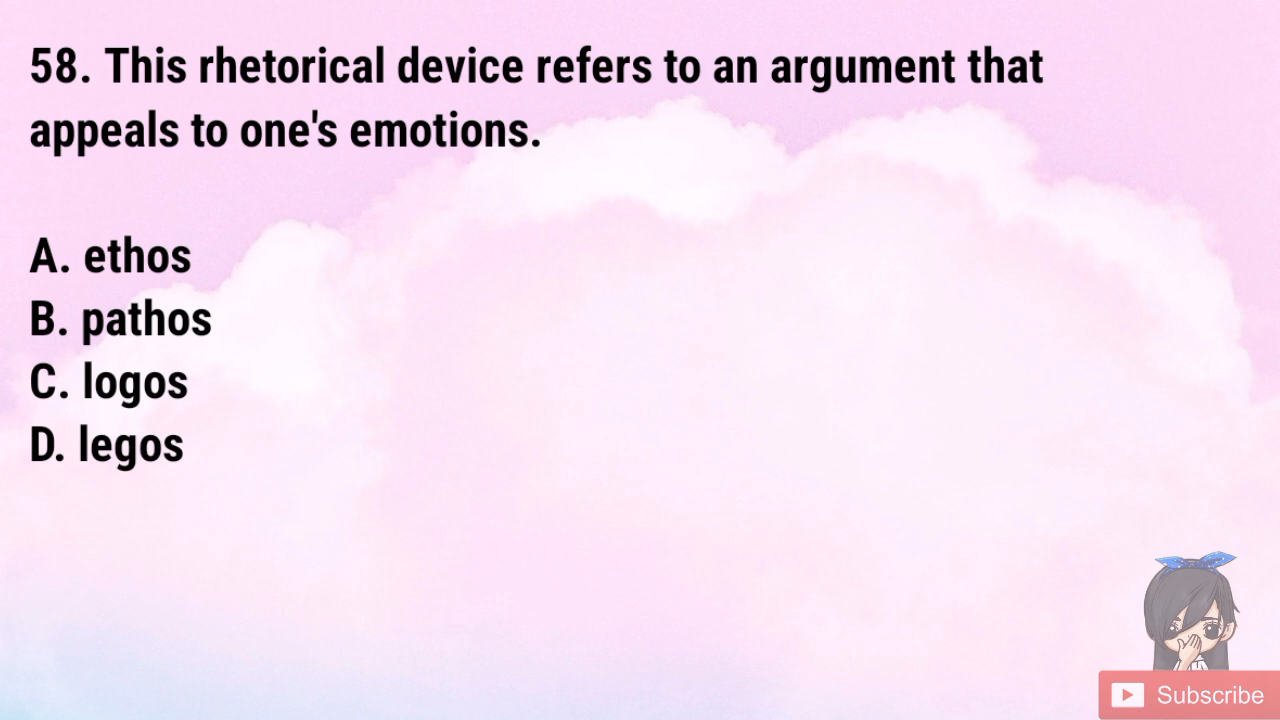 58. This rhetorical device refers to an argument that
appeals to one's emotions.
A. ethos
B. pathos
C. logos
D. legos
Subscribe